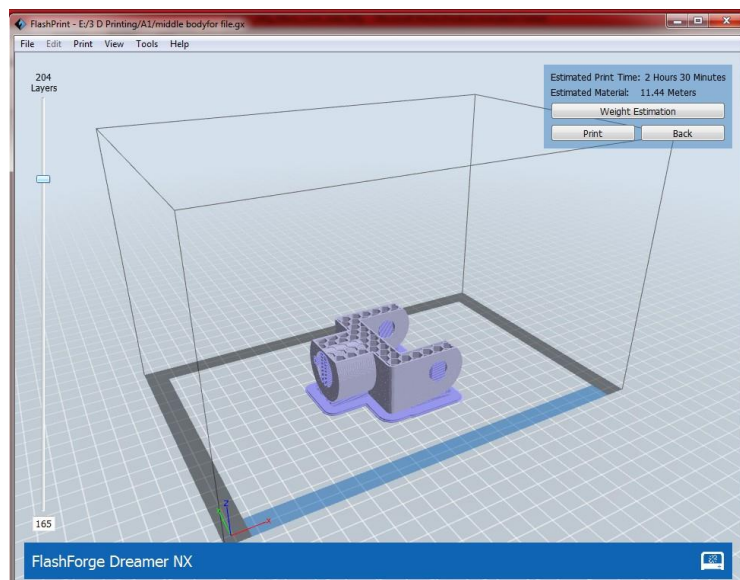 FlashPrint - E:/3 D Printing/A1/middle bodyfor file.gx
File Edit Print View Tools Help
204
Layers
Estimated Print Time: 2 Hours 30 Minutes
Estimated Material: 11.44 Meters
Weight Estimation
Print Back
Z
X
165
FlashForge Dreamer NX